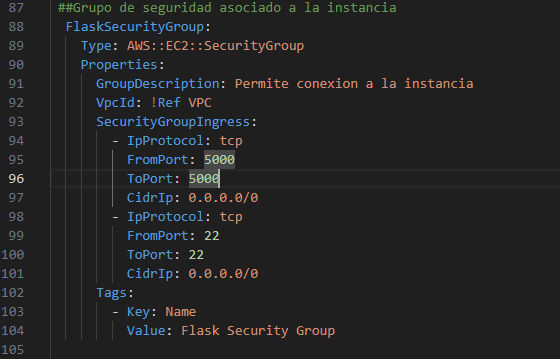 87 ##Grupo de seguridad asociado a la instancia
88 FlaskSecurityGroup:
89 Type: AWS::EC2::SecurityGroup
90 Properties:
91 GroupDescription: Permite conexion a la instancia
92 VpcId: !Ref VPC
93 SecurityGroupIngress:
94 - IpProtocol: tcp
95 FromPort: 5000
96 ToPort: 5000
97 CidrIp: 0.0.0.0/0
98 - IpProtocol: tcp
99 FromPort: 22
100 ToPort: 22
101 CidrIp: 0.0.0.0/0
102 Tags:
103 - Key: Name
104 Value: Flask Security Group
105